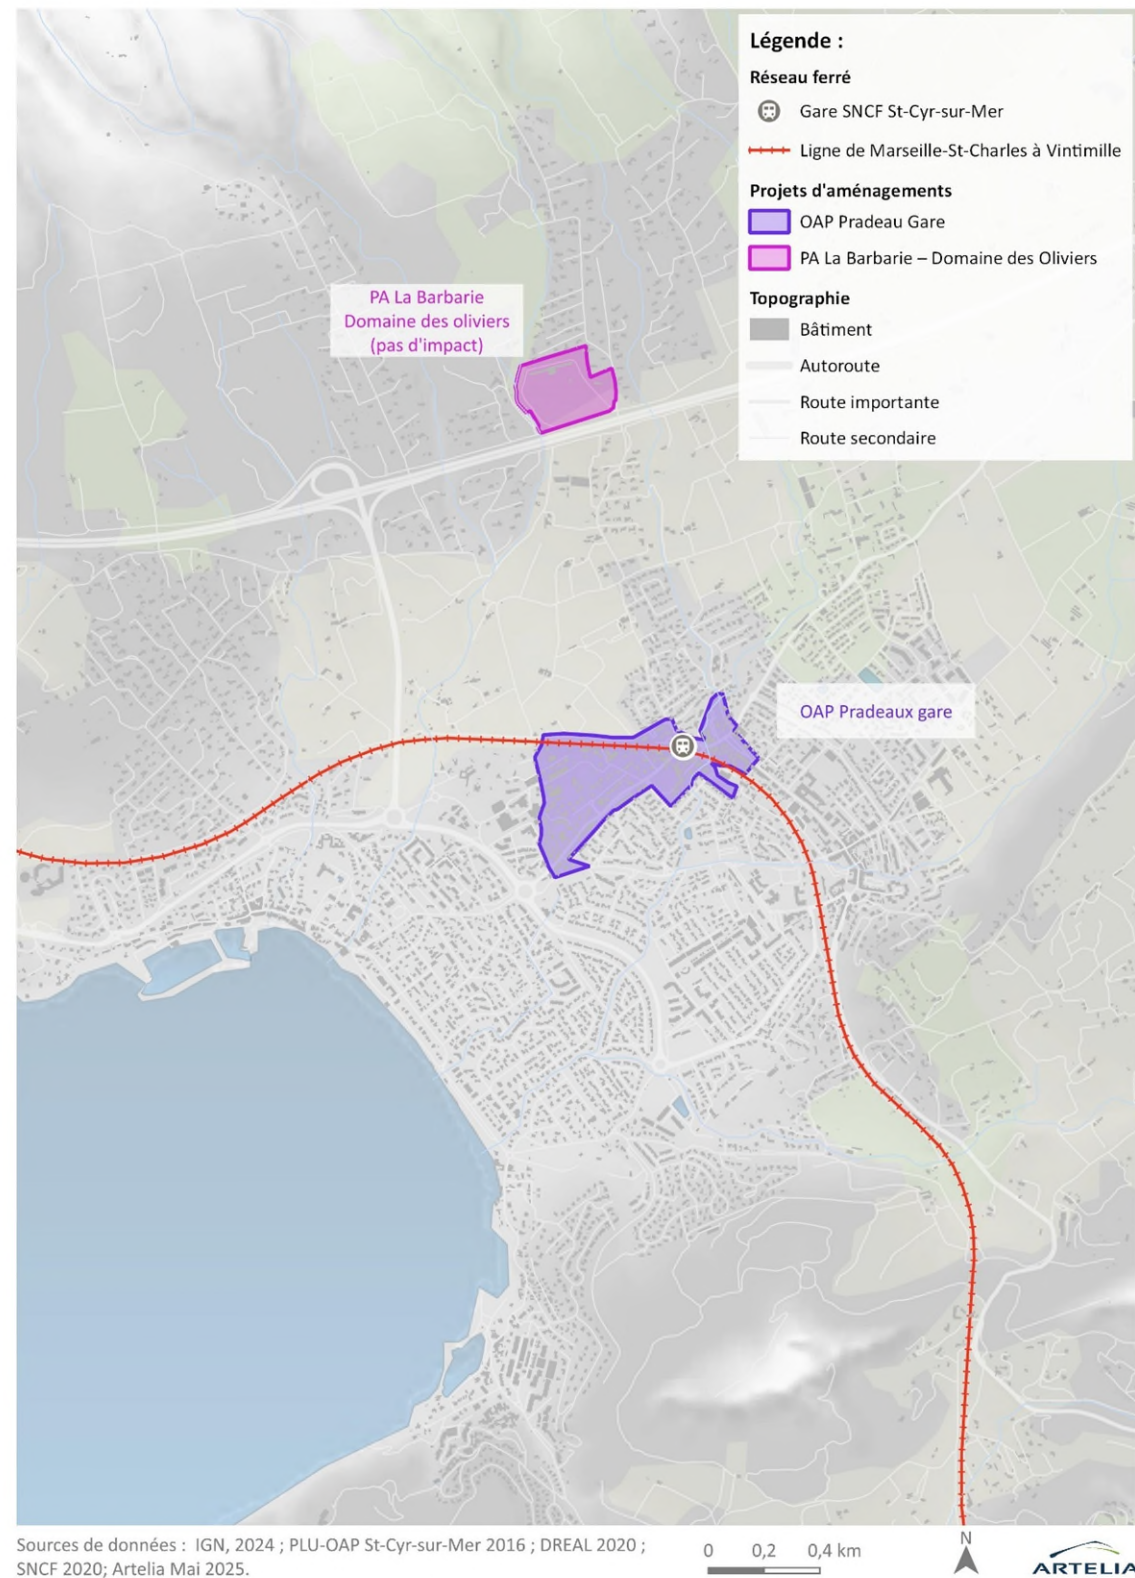 Légende :
Réseau ferré
Gare SNCF St-Cyr-sur-Mer
Ligne de Marseille-St-Charles à Vintimille
Projets d'aménagements
OAP Pradeau Gare
PA La Barbarie – Domaine des Oliviers
Topographie
Bâtiment
Autoroute
Route importante
Route secondaire
PA La Barbarie
Domaine des oliviers
(pas d'impact)
OAP Pradeaux gare
Sources de données : IGN, 2024 ; PLU-OAP St-Cyr-sur-Mer 2016 ; DREAL 2020 ;
SNCF 2020; Artelia Mai 2025.
0 0,2 0,4 km
N
ARTELIA